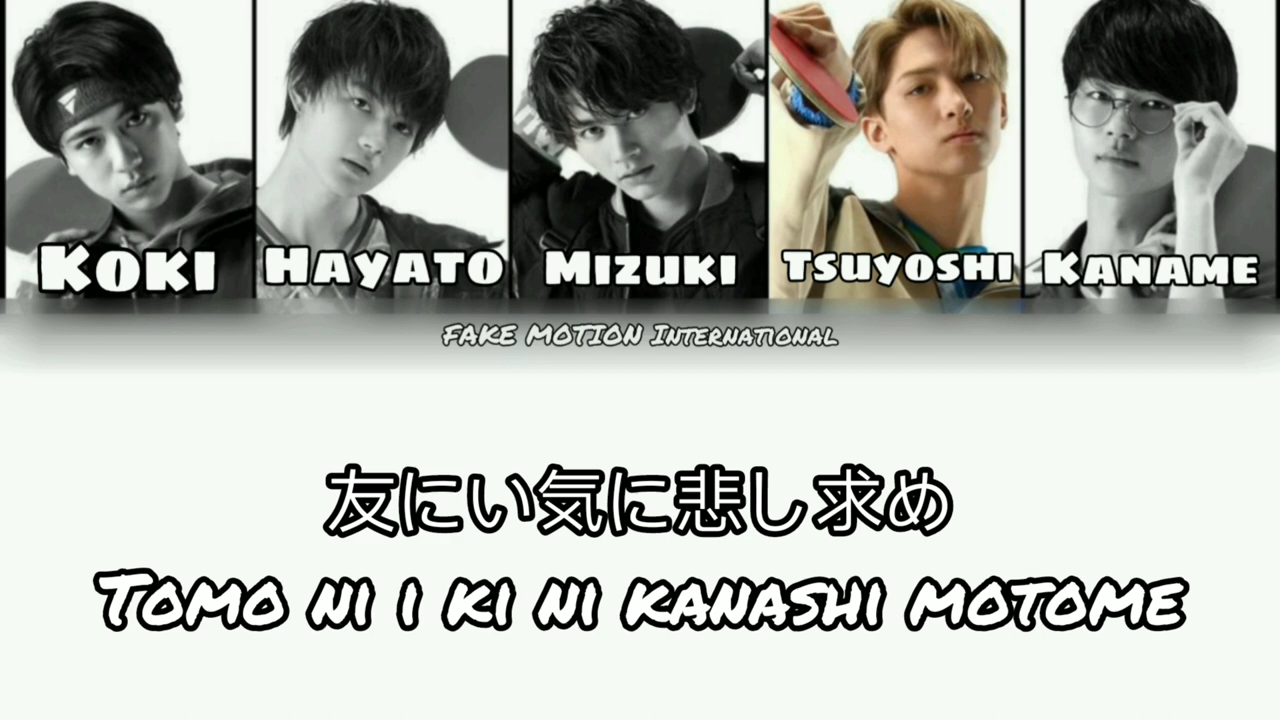 Koki Hayato Mizuki Tsuyoshi Kaname
FAKE MOTION International
友にい気に悲し求め
Tomo ni i ki ni kanashi motome